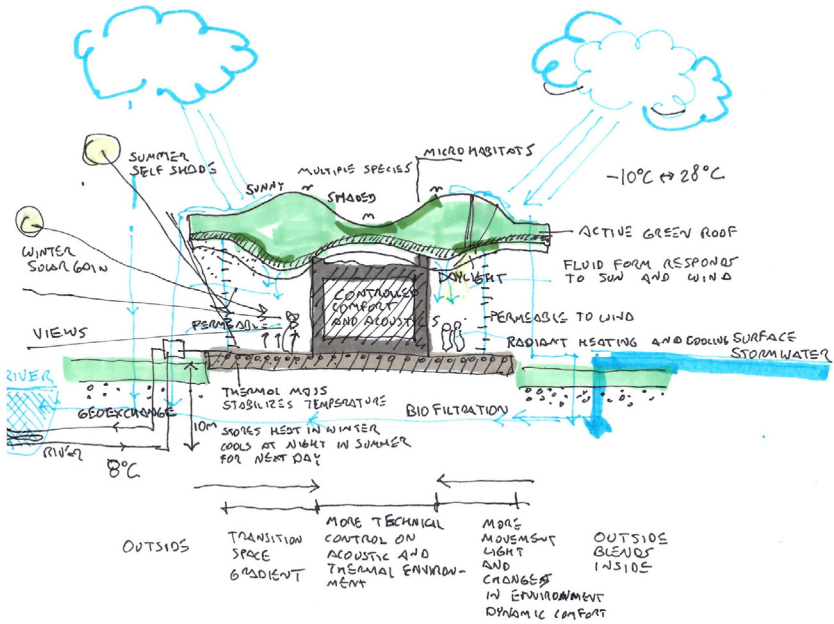 SUMMER
SELF SHADE
SUNNY
MULTIPLE SPECIES
SHADED
MICROHABITATS
-10°C ↔ 28°C
ACTIVE GREEN ROOF
WINTER
SOLAR GAIN
DAYLIGHT
FLUID FORM RESPONDS
TO SUN AND WIND
CONTROLLED
COMFORT
AND ACOUSTICS
PERMEABLE
PERMEABLE TO WIND
VIEWS
RADIANT HEATING AND COOLING
SURFACE
STORMWATER
RIVER
THERMAL MASS
STABILIZES TEMPERATURE
GEOEXCHANGE
BIOFILTRATION
10M
STORES HEAT IN WINTER
COOLS AT NIGHT IN SUMMER
FOR NEXT DAY
RIVER
8°C
OUTSIDE
TRANSITION
SPACE
GRADIENT
MORE TECHNICAL
CONTROL ON
ACOUSTIC AND
THERMAL ENVIRON-
MENT
MORE
MOVEMENT
LIGHT
AND
CHANGES
IN ENVIRONMENT
DYNAMIC COMFORT
OUTSIDE
BLENDS
INSIDE